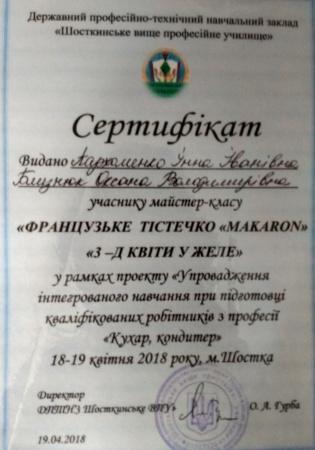 Державний професійно-технічний навчальний заклад
«Шосткинське вище професійне училище»
Сертифікат
Видано Пархоменко Інна Іванівна
Близнюк Оксана Володимирівна
учаснику майстер-класу
«ФРАНЦУЗЬКЕ ТІСТЕЧКО «MAKARON»
«3 –Д КВІТИ У ЖЕЛЕ»
у рамках проекту «Упровадження
інтегрованого навчання при підготовці
кваліфікованих робітників з професії
«Кухар, кондитер»
18-19 квітня 2018 року, м.Шостка
Директор
ДПТНЗ Шосткинське ВПУ»
О. А. Гурба
19.04.2018